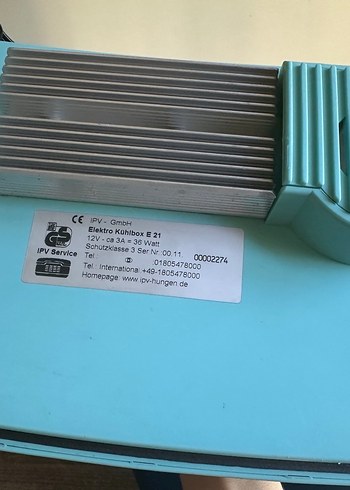 CE IPV - GmbH
Elektro Kühlbox E 21
12V - ca 3A = 36 Watt
Schutzklasse 3 Ser Nr. 00.11. 00002274
IPV Service
Tel 01805478000
Tel. International +49-1805478000
Homepage: www.ipv-hungen.de